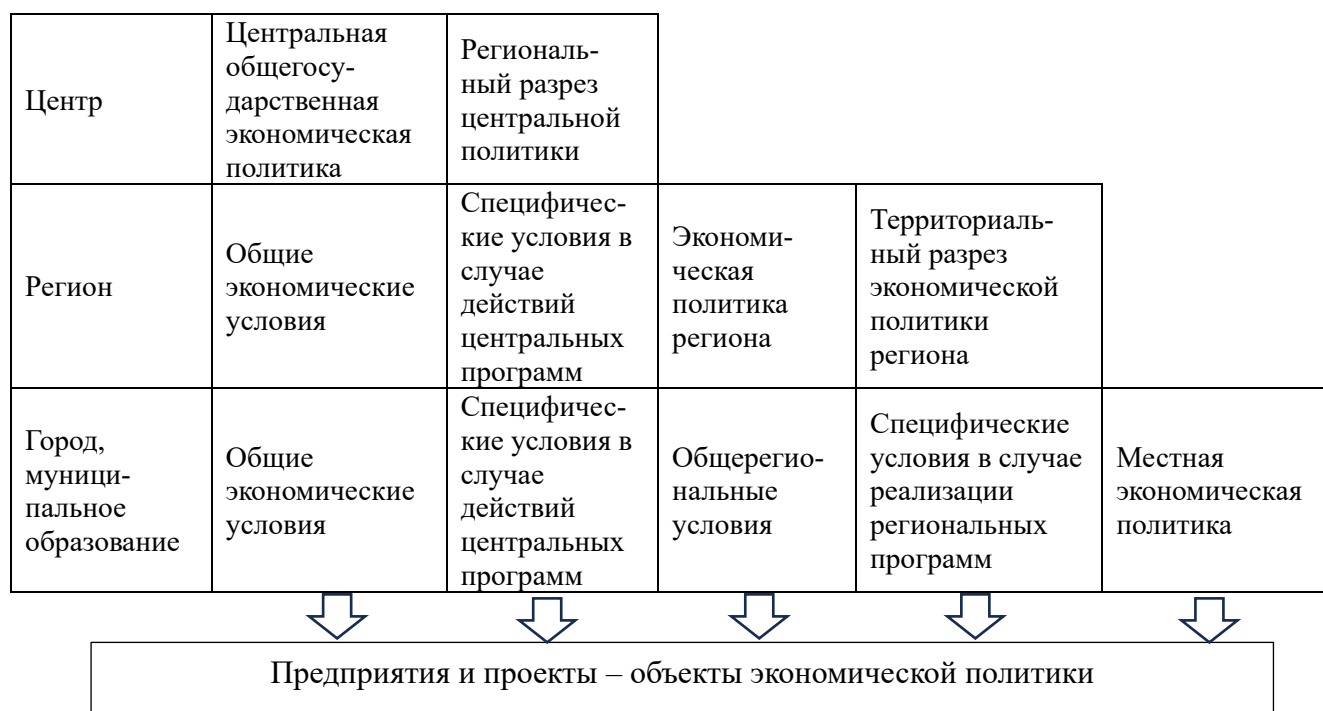 Центр
Центральная
общегосу-
дарственная
экономическая
политика
Региональ-
ный разрез
центральной
политики
Регион
Общие
экономические
условия
Специфичес-
кие условия в
случае
действий
центральных
программ
Экономи-
ческая
политика
региона
Территориаль-
ный разрез
экономической
политики
региона
Город,
муници-
пальное
образование
Общие
экономические
условия
Специфичес-
кие условия в
случае
действий
центральных
программ
Общерегио-
нальные
условия
Специфические
условия в случае
реализации
региональных
программ
Местная
экономическая
политика
Предприятия и проекты – объекты экономической политики